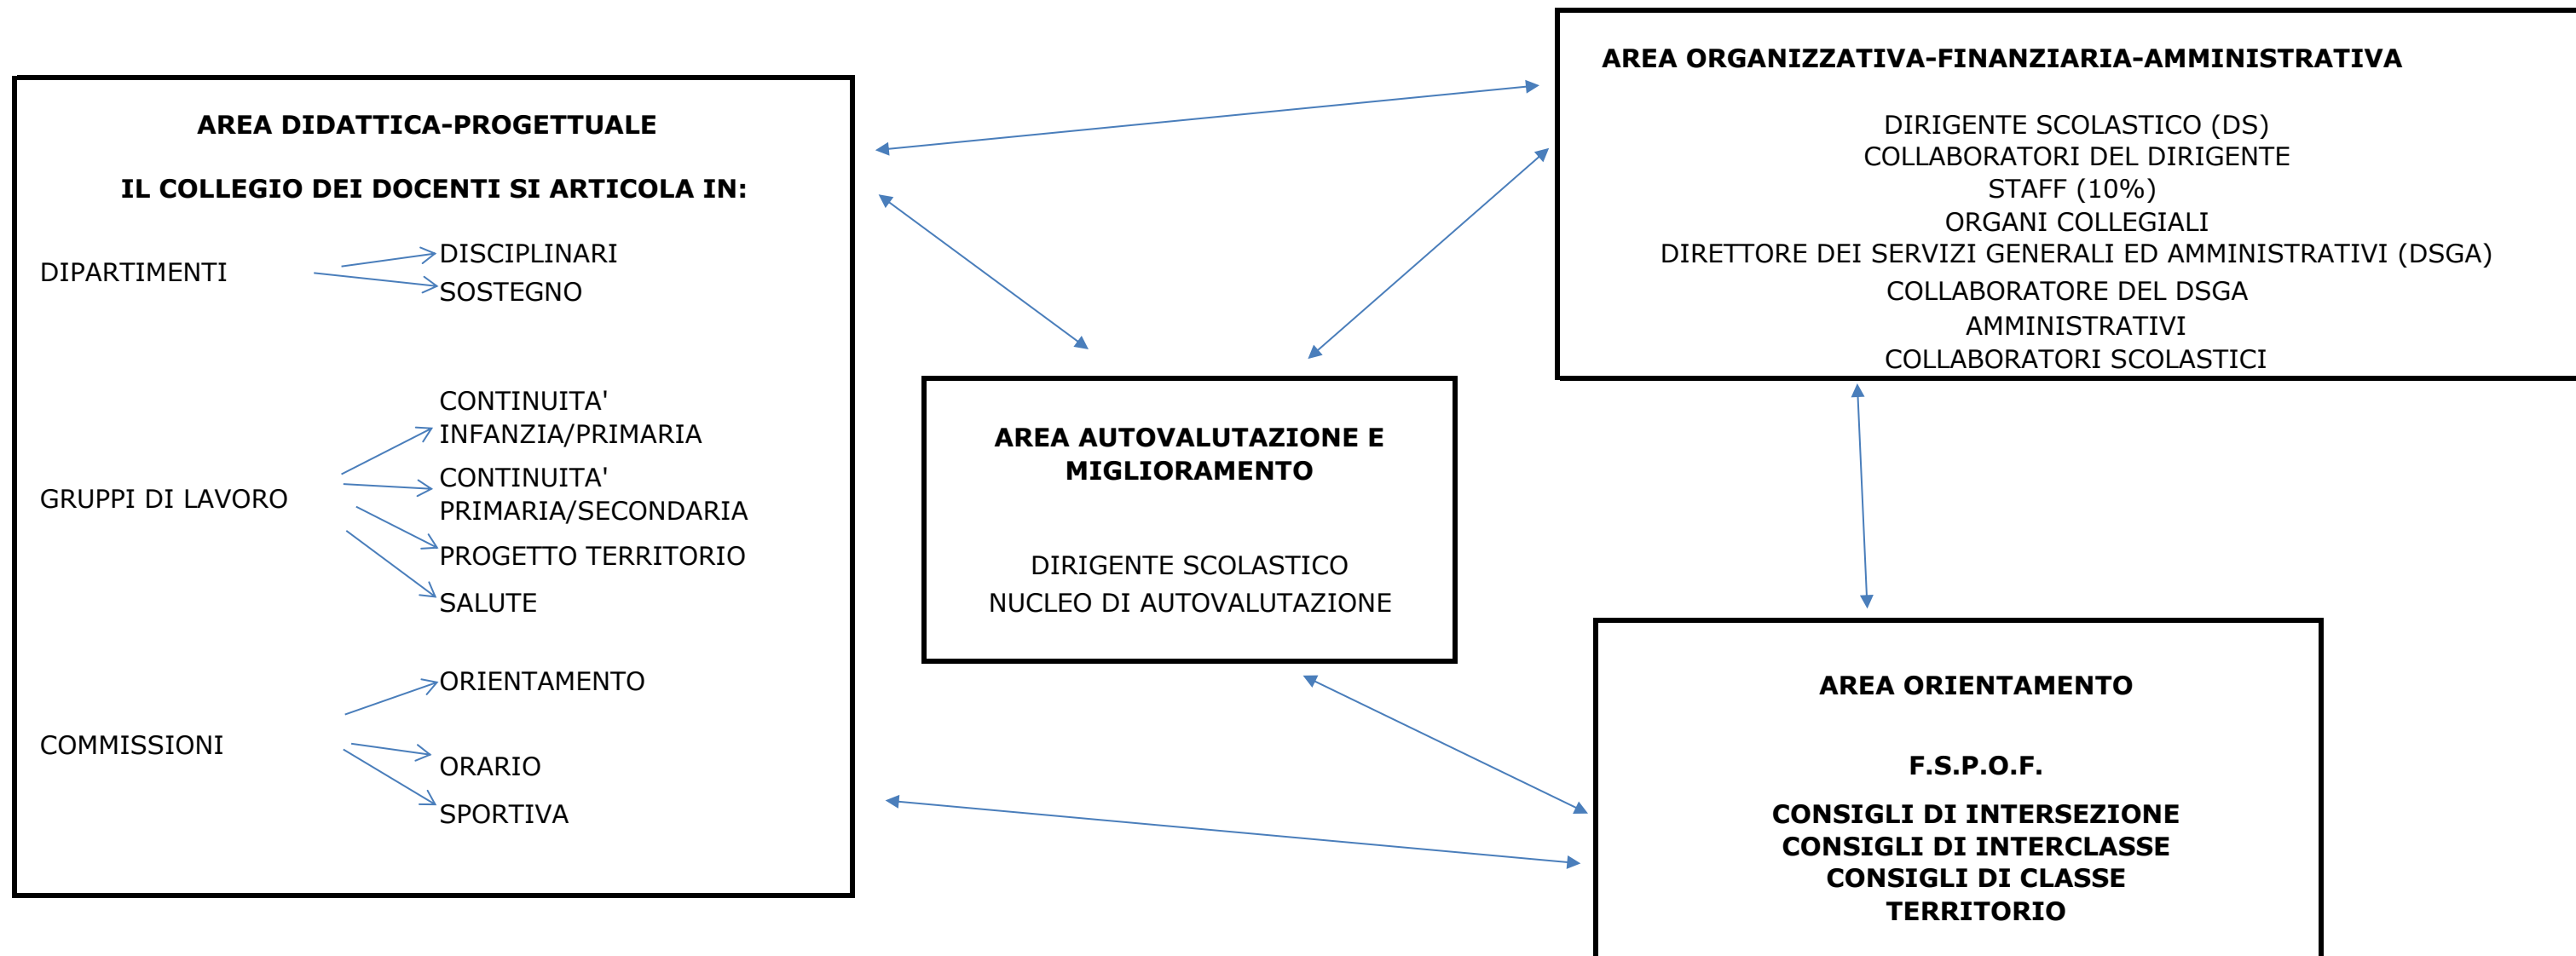 AREA DIDATTICA-PROGETTUALE
IL COLLEGIO DEI DOCENTI SI ARTICOLA IN:
DIPARTIMENTI
DISCIPLINARI
SOSTEGNO
GRUPPI DI LAVORO
CONTINUITA'
INFANZIA/PRIMARIA
CONTINUITA'
PRIMARIA/SECONDARIA
PROGETTO TERRITORIO
SALUTE
COMMISSIONI
ORIENTAMENTO
ORARIO
SPORTIVA
AREA AUTOVALUTAZIONE E
MIGLIORAMENTO
DIRIGENTE SCOLASTICO
NUCLEO DI AUTOVALUTAZIONE
AREA ORGANIZZATIVA-FINANZIARIA-AMMINISTRATIVA
DIRIGENTE SCOLASTICO (DS)
COLLABORATORI DEL DIRIGENTE
STAFF (10%)
ORGANI COLLEGIALI
DIRETTORE DEI SERVIZI GENERALI ED AMMINISTRATIVI (DSGA)
COLLABORATORE DEL DSGA
AMMINISTRATIVI
COLLABORATORI SCOLASTICI
AREA ORIENTAMENTO
F.S.P.O.F.
CONSIGLI DI INTERSEZIONE
CONSIGLI DI INTERCLASSE
CONSIGLI DI CLASSE
TERRITORIO